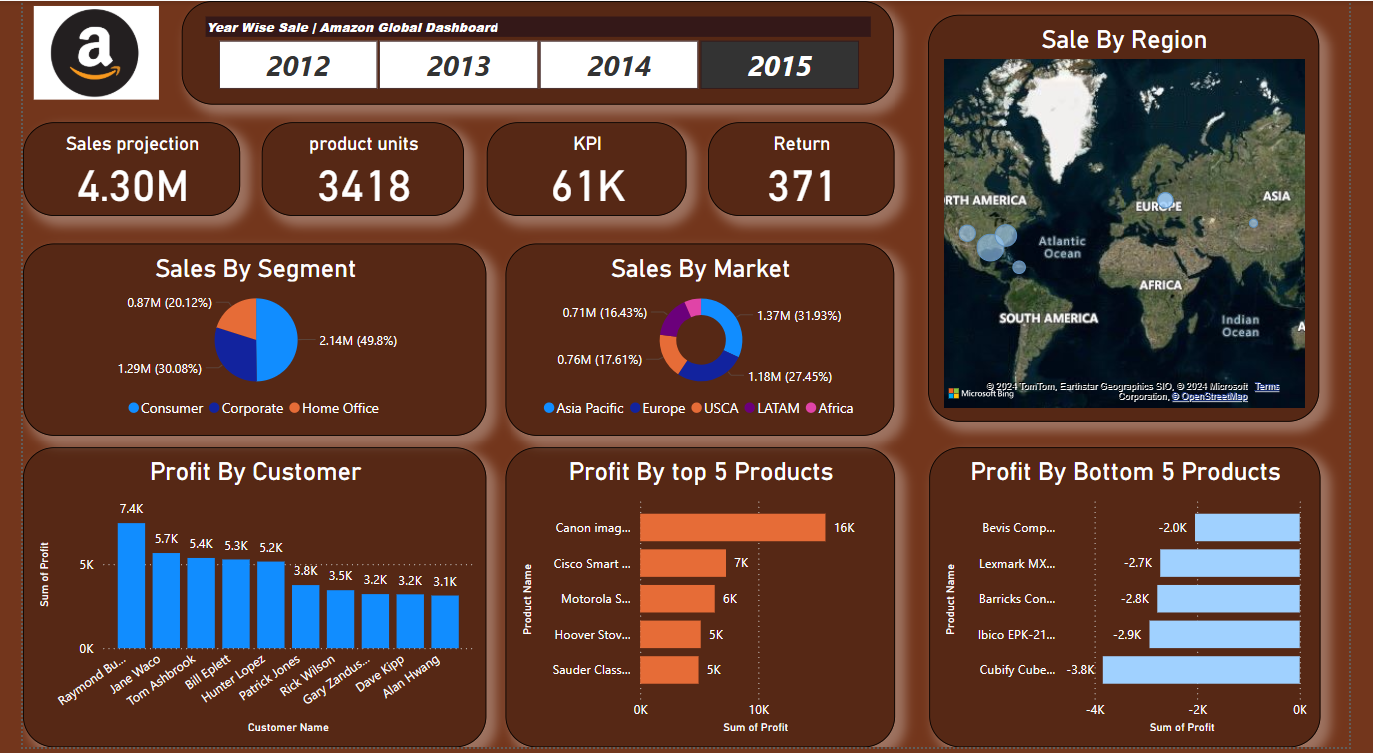 a
Year Wise Sale | Amazon Global Dashboard
2012
2013
2014
2015
Sales projection
4.30M
product units
3418
KPI
61K
Return
371
Sale By Region
RTH AMERICA
EUROPE
ASIA
Atlantic
Ocean
AFRICA
SOUTH AMERICA
Indian
Ocean
A
© 2024 TomTom, Earthstar Geographics SIO, © 2024 Microsoft Corporation, © OpenStreetMap
Terms
Microsoft Bing
Sales By Segment
0.87M (20.12%)
2.14M (49.8%)
1.29M (30.08%)
Consumer Corporate Home Office
Sales By Market
0.71M (16.43%)
1.37M (31.93%)
0.76M (17.61%)
1.18M (27.45%)
Asia Pacific Europe USCA LATAM Africa
Profit By Customer
Sum of Profit
5K
0K
7.4K
5.7K
5.4K
5.3K
5.2K
3.8K
3.5K
3.2K
3.2K
3.1K
Raymond Bu...
Jane Waco
Tom Ashbrook
Bill Eplett
Hunter Lopez
Patrick Jones
Rick Wilson
Gary Zandus...
Dave Kipp
Alan Hwang
Customer Name
Profit By top 5 Products
Product Name
Canon imag... 16K
Cisco Smart ... 7K
Motorola S... 6K
Hoover Stov... 5K
Sauder Class... 5K
0K 10K
Sum of Profit
Profit By Bottom 5 Products
Product Name
Bevis Comp... -2.0K
Lexmark MX... -2.7K
Barricks Con... -2.8K
Ibico EPK-21... -2.9K
Cubify Cube... -3.8K
-4K -2K 0K
Sum of Profit